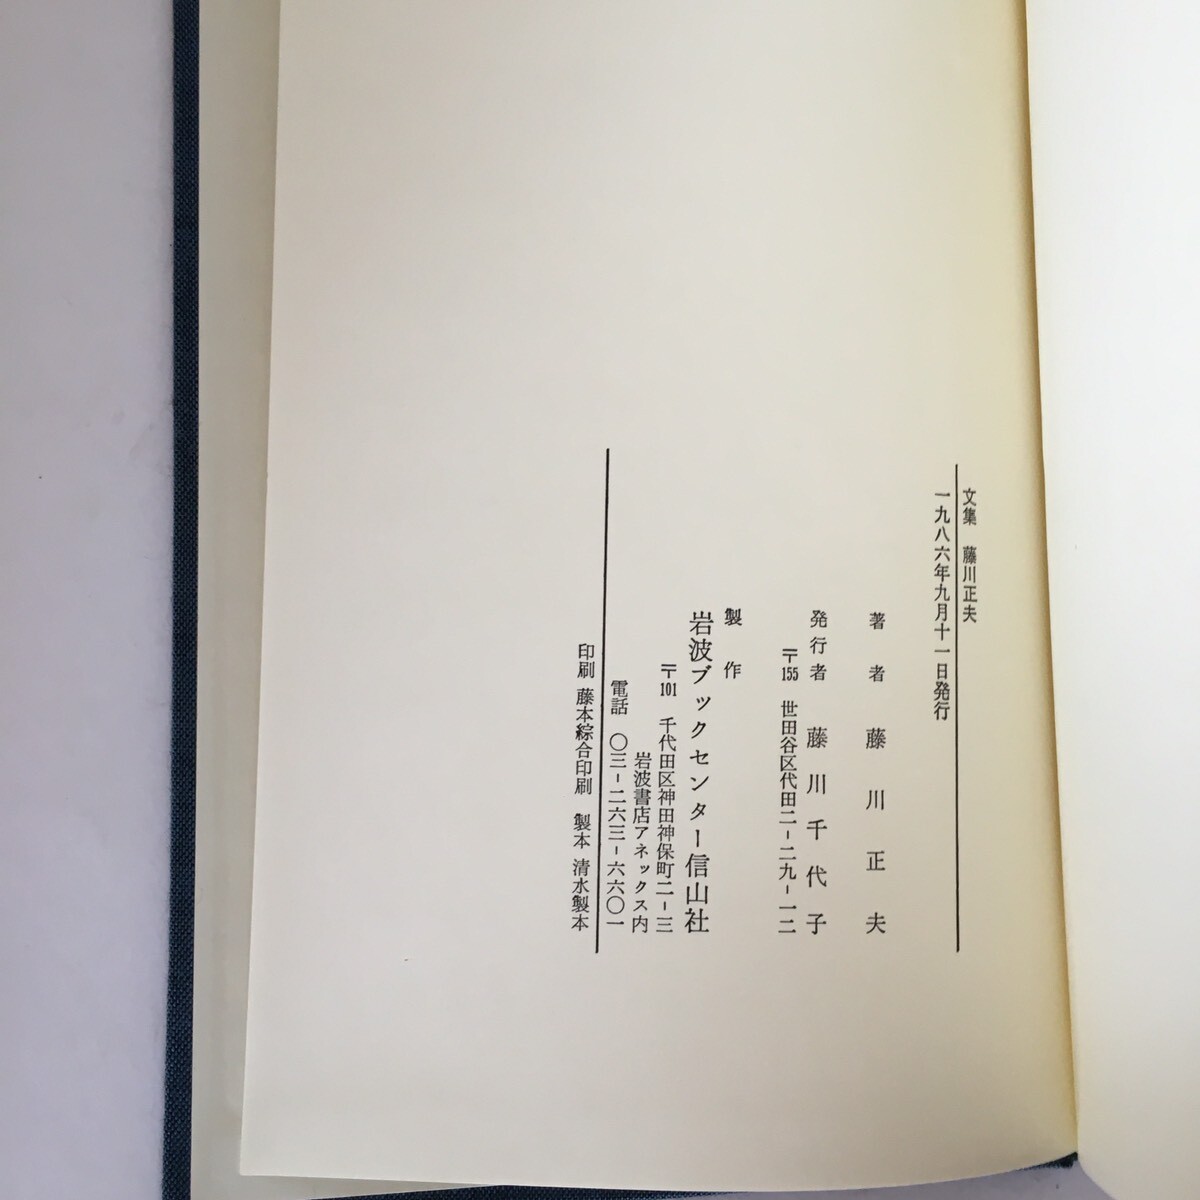 文集　藤川正夫
一九八六年九月十一日発行
著者　藤川正夫
発行者　藤川千代子
〒155　世田谷区代田二-二九-一二
製作
岩波ブックセンター信山社
〒101　千代田区神田神保町二-三
岩波書店アネックス内
電話　〇三-二六三-六六〇一
印刷　藤本綜合印刷　製本　清水製本